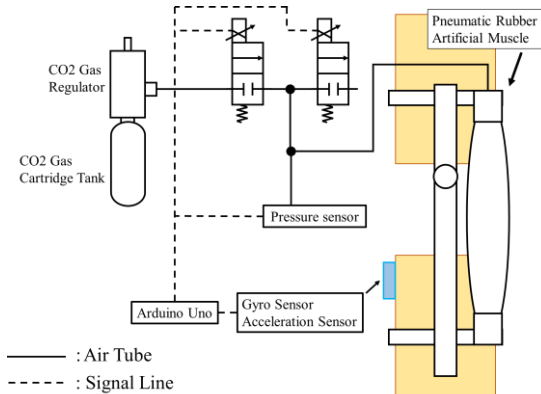 Pneumatic Rubber
Artificial Muscle
CO2 Gas
Regulator
CO2 Gas
Cartridge Tank
Pressure sensor
Gyro Sensor
Acceleration Sensor
Arduino Uno
: Air Tube
: Signal Line